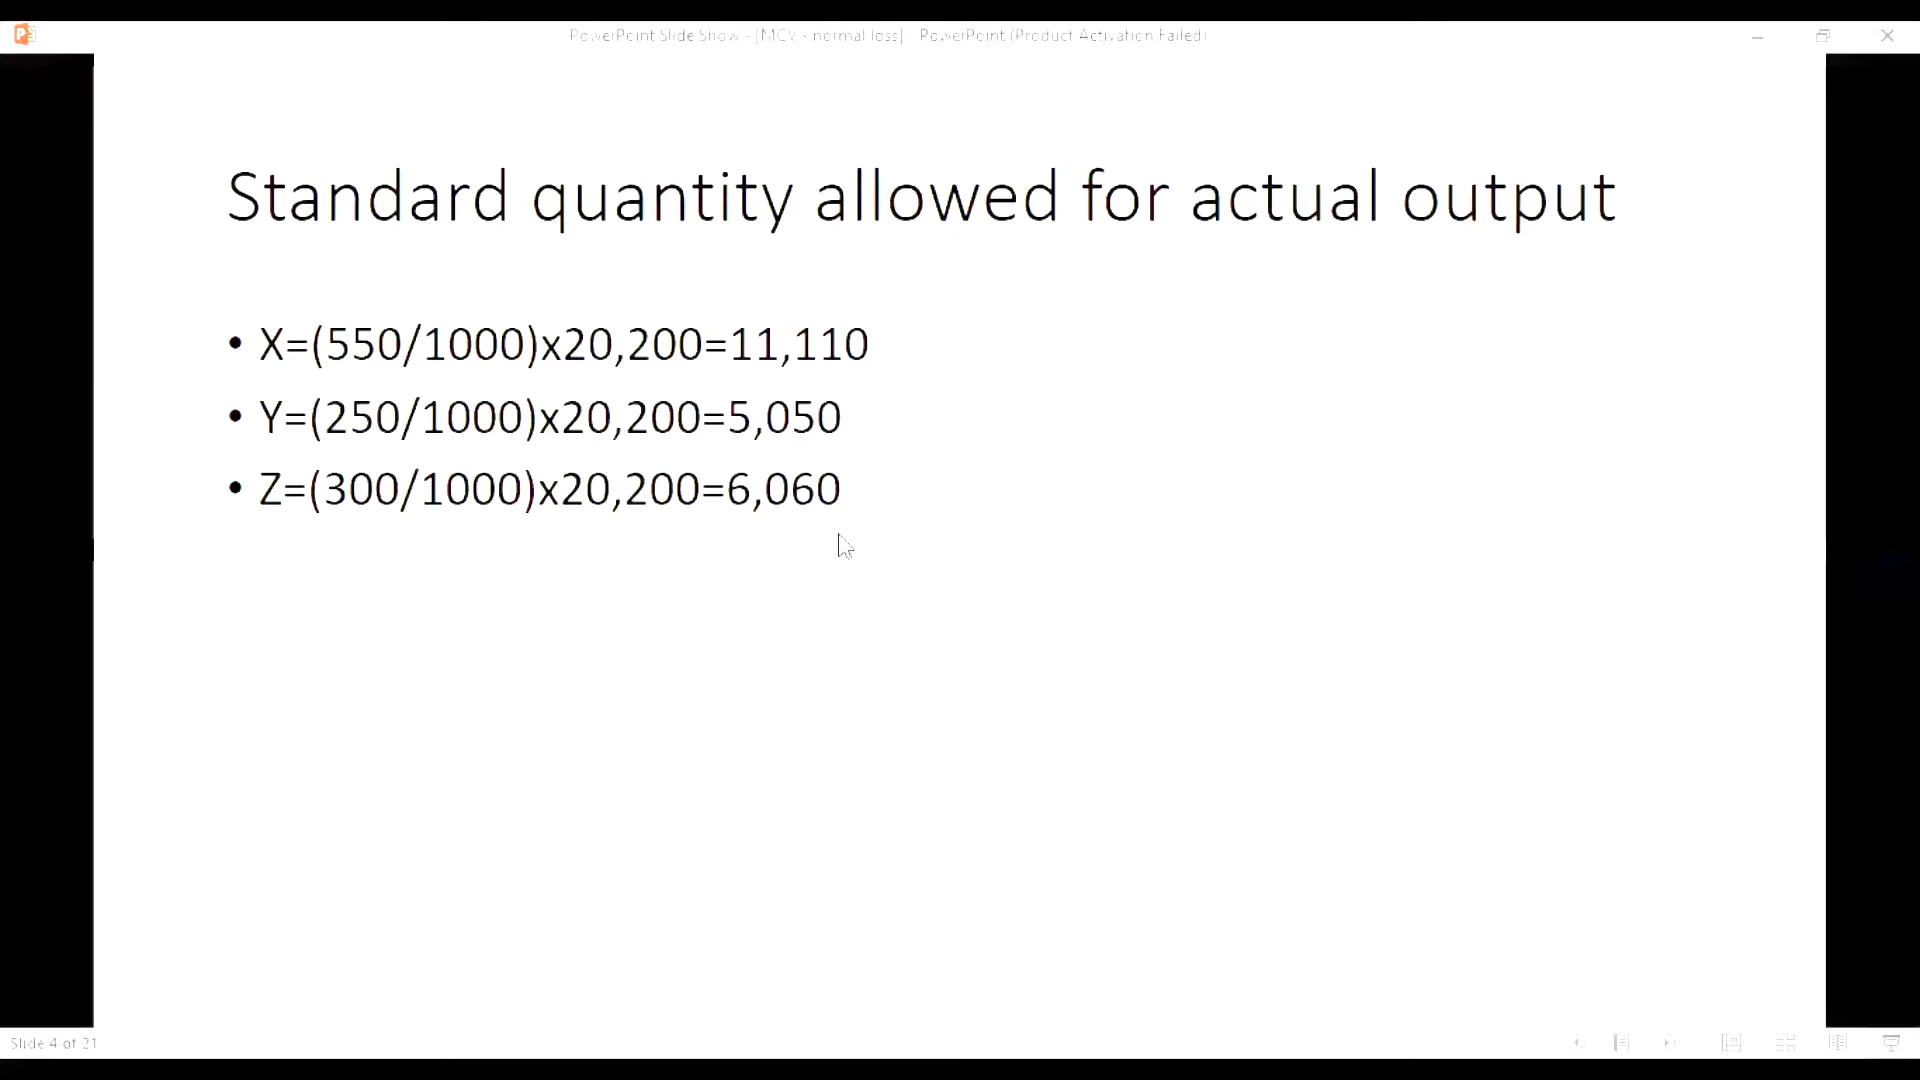 PowerPoint Slide Show - [MCV - normal loss] - PowerPoint (Product Activation Failed)
Standard quantity allowed for actual output
• X=(550/1000)x20,200=11,110
• Y=(250/1000)x20,200=5,050
• Z=(300/1000)x20,200=6,060
Slide 4 of 21